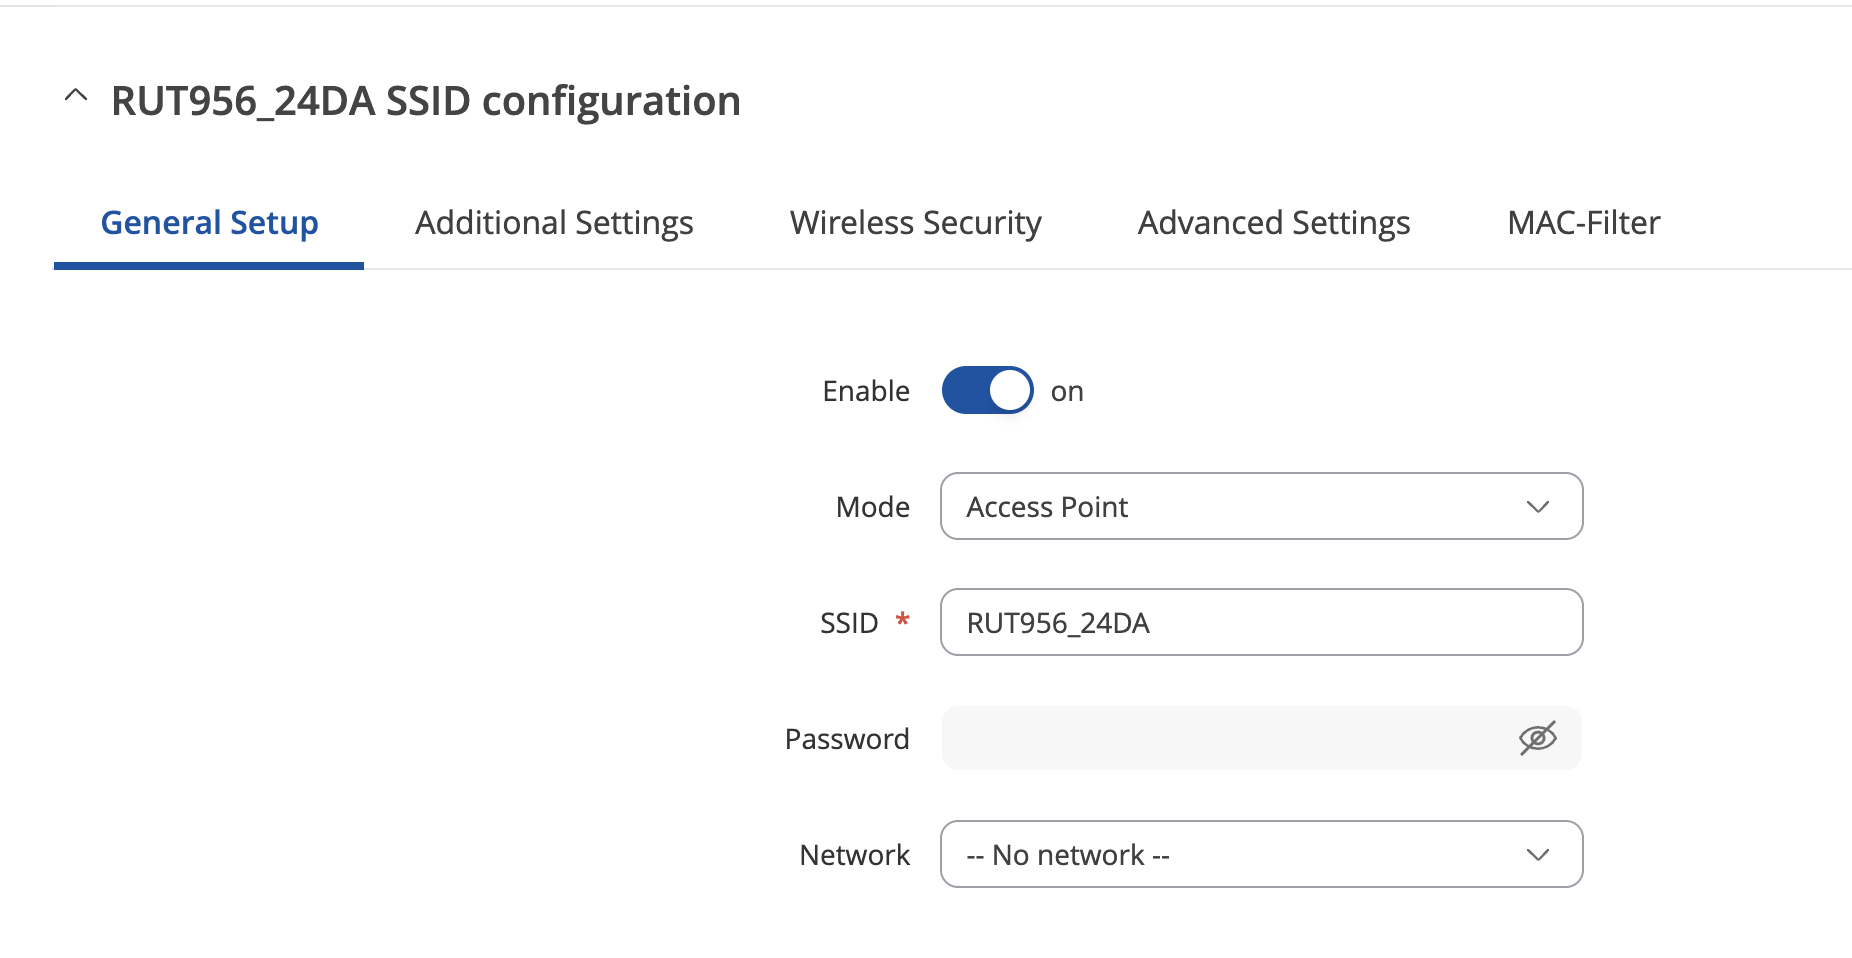 RUT956_24DA SSID configuration
General Setup Additional Settings Wireless Security Advanced Settings MAC-Filter
Enable on
Mode Access Point
SSID * RUT956_24DA
Password
Network -- No network --